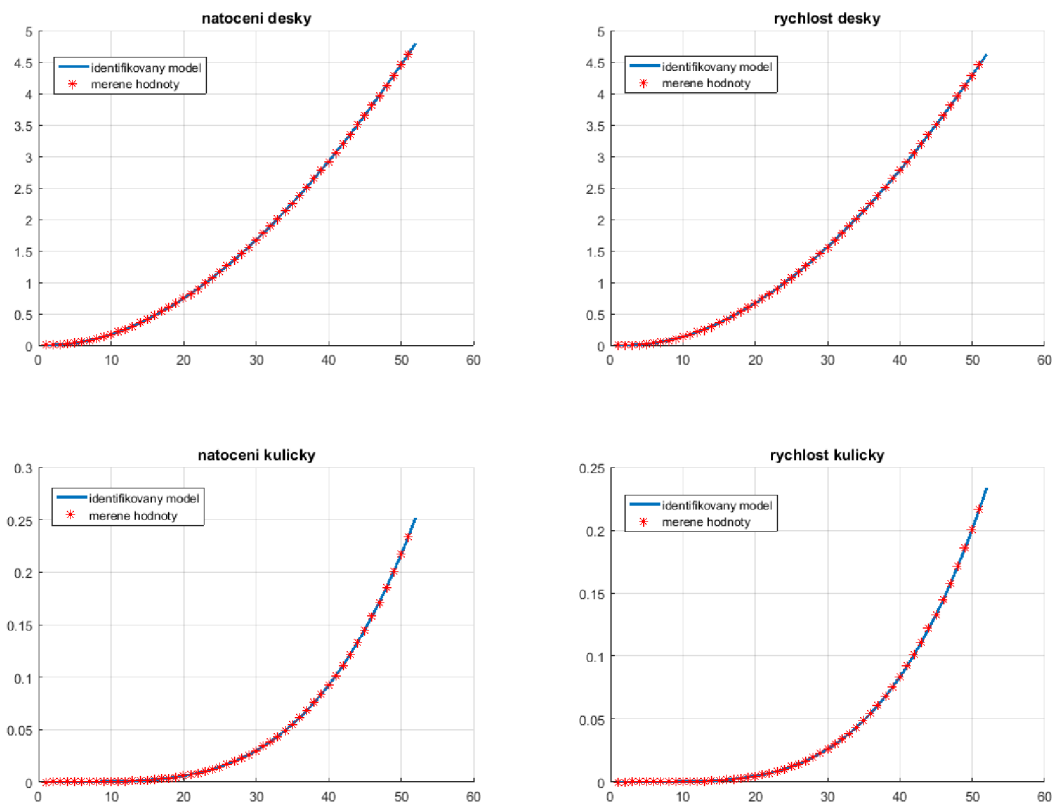 natoceni desky
5
4.5
4
3.5
3
2.5
2
1.5
1
0.5
0
identifikovany model
merene hodnoty
0 10 20 30 40 50 60
rychlost desky
5
4.5
4
3.5
3
2.5
2
1.5
1
0.5
0
identifikovany model
merene hodnoty
0 10 20 30 40 50 60
natoceni kulicky
0.3
0.25
0.2
0.15
0.1
0.05
0
identifikovany model
merene hodnoty
0 10 20 30 40 50 60
rychlost kulicky
0.25
0.2
0.15
0.1
0.05
0
identifikovany model
merene hodnoty
0 10 20 30 40 50 60